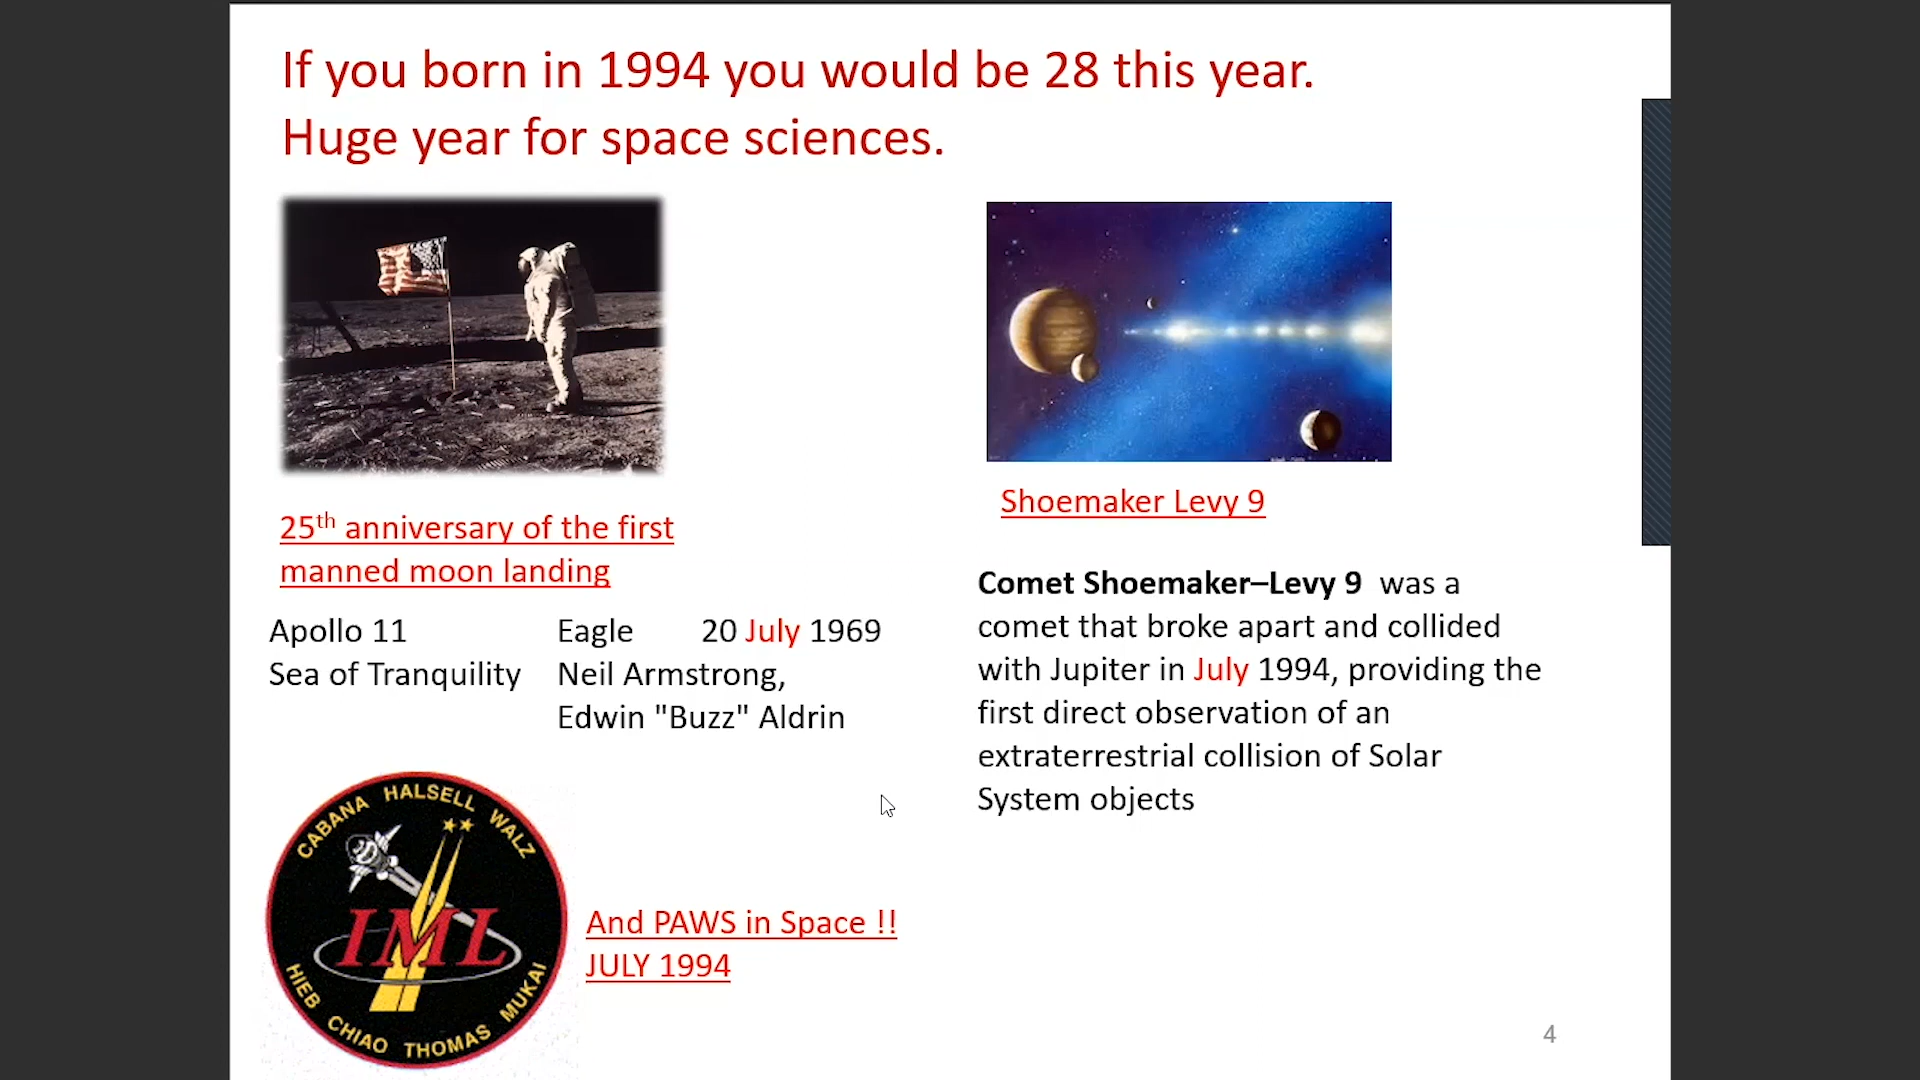 If you born in 1994 you would be 28 this year.
Huge year for space sciences.
25th anniversary of the first
manned moon landing
Apollo 11
Sea of Tranquility
Eagle 20 July 1969
Neil Armstrong,
Edwin "Buzz" Aldrin
Shoemaker Levy 9
Comet Shoemaker–Levy 9 was a
comet that broke apart and collided
with Jupiter in July 1994, providing the
first direct observation of an
extraterrestrial collision of Solar
System objects
CABANA HALSELL WALZ
IML
HIEB CHIAO THOMAS MUKAI
And PAWS in Space !!
JULY 1994
4